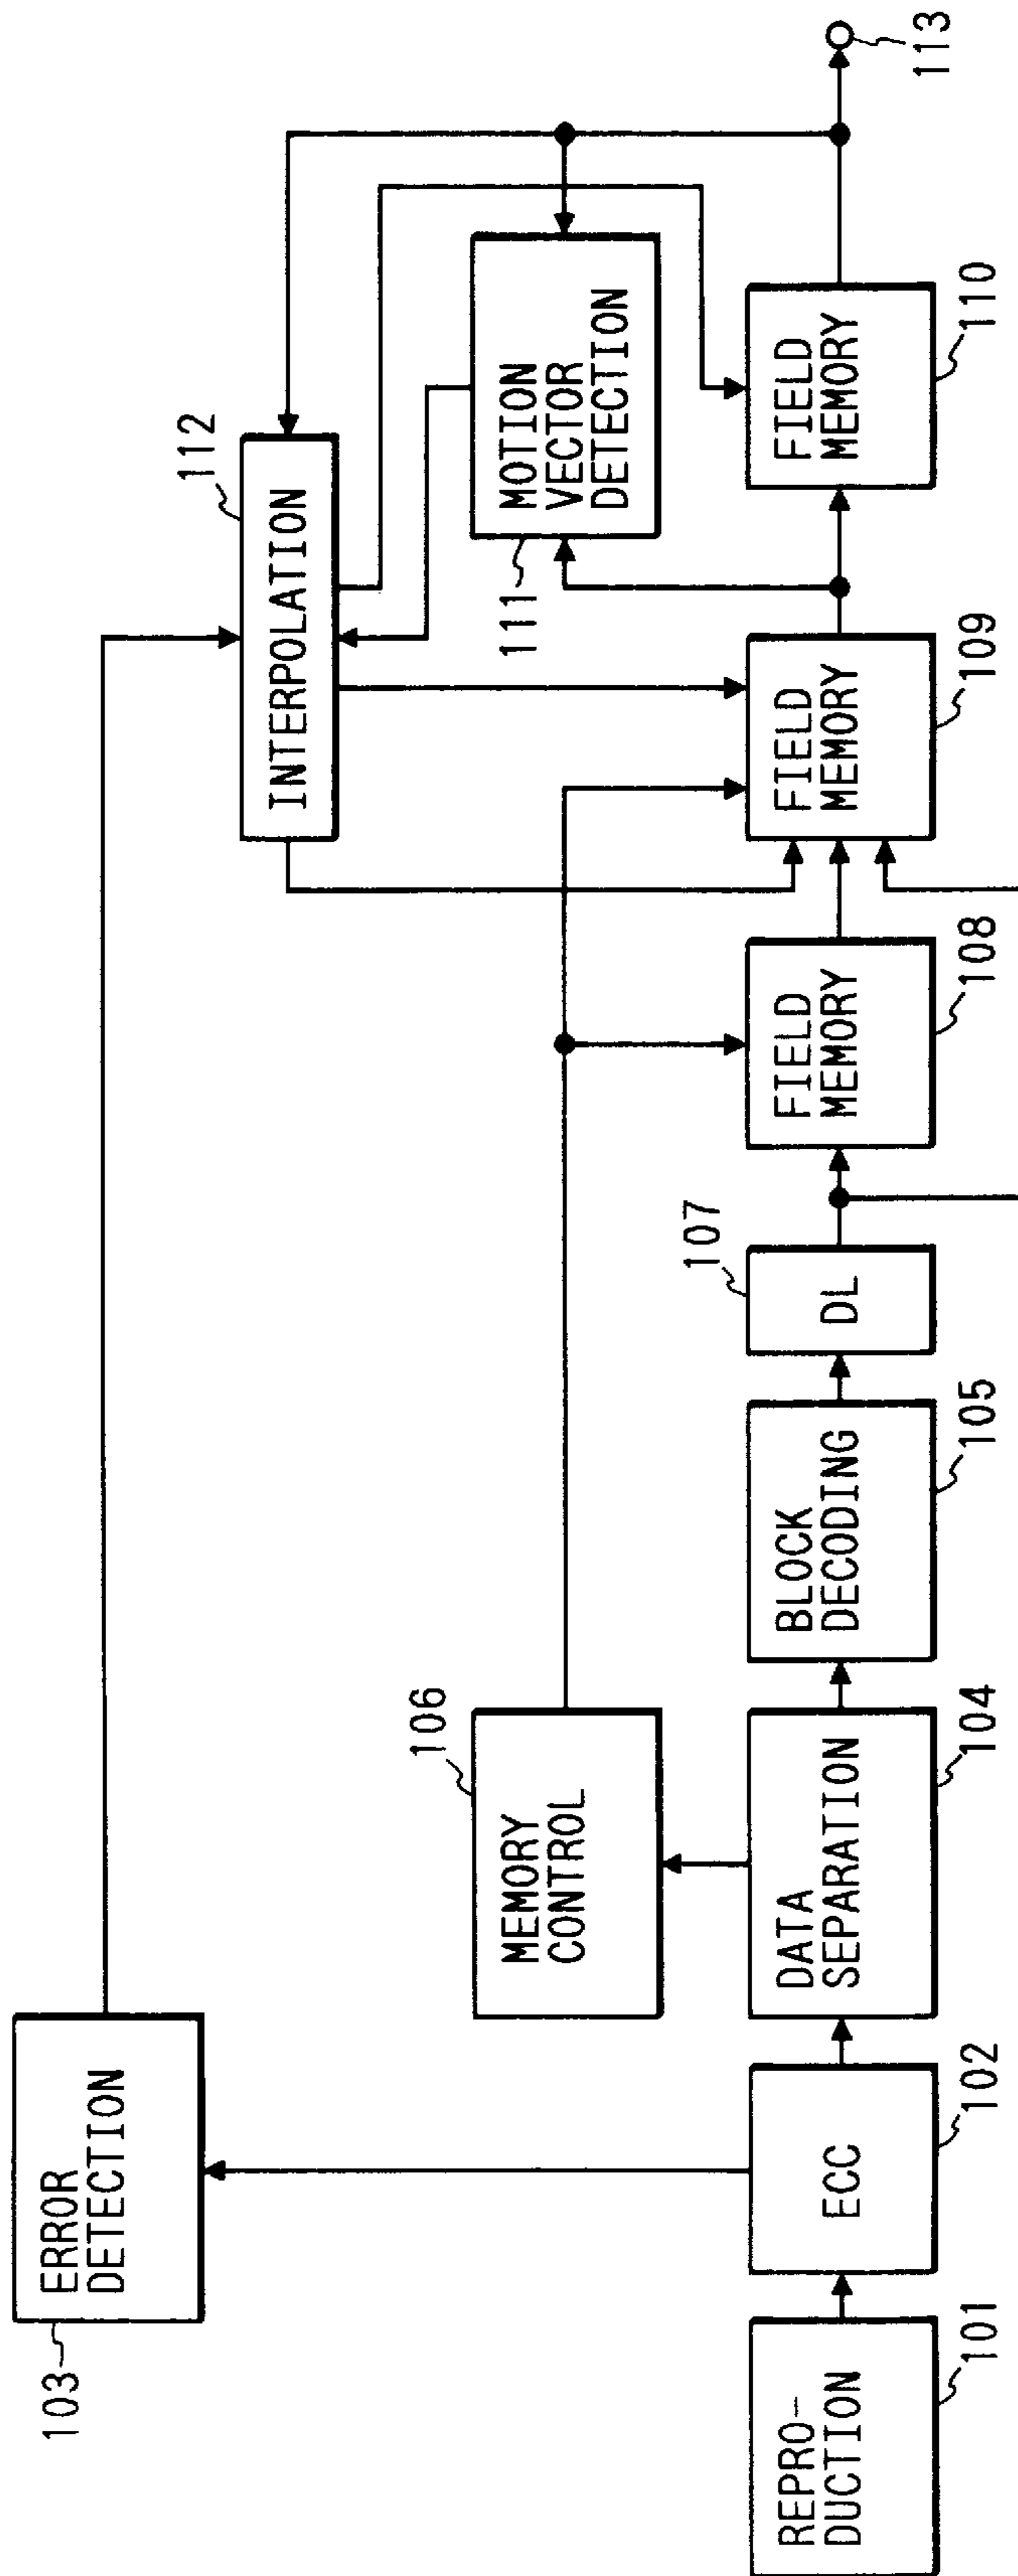 ERROR
DETECTION
103
112
INTERPOLATION
106
MEMORY
CONTROL
111
MOTION
VECTOR
DETECTION
113
107
REPRO-
DUCTION
101
ECC
102
DATA
SEPARATION
104
BLOCK
DECODING
105
DL
FIELD
MEMORY
108
FIELD
MEMORY
109
FIELD
MEMORY
110